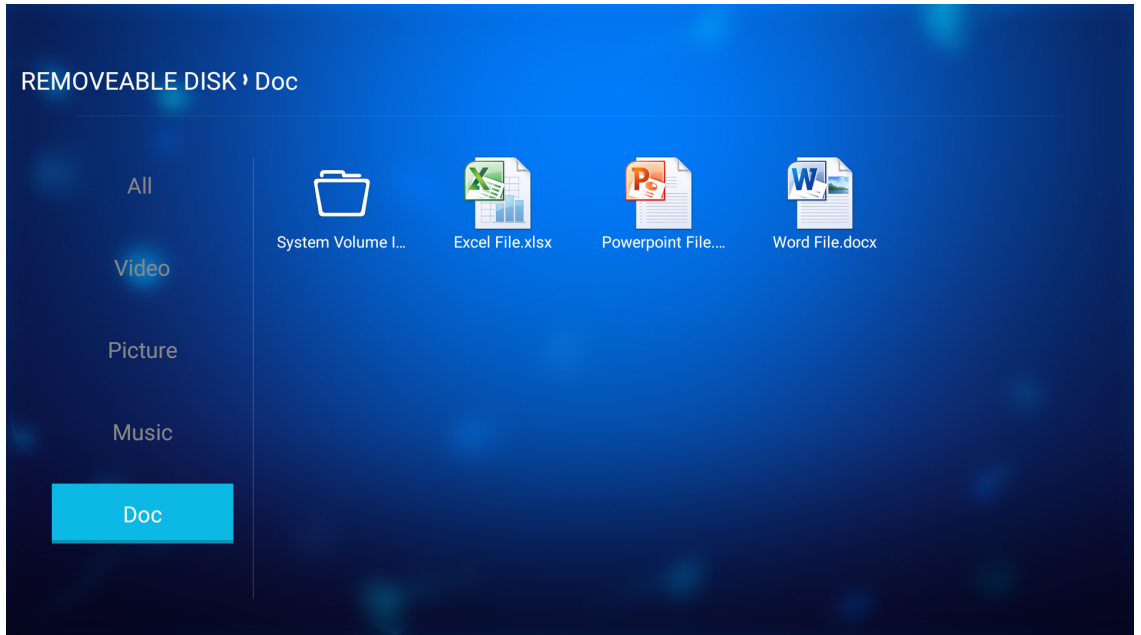 REMOVEABLE DISK Doc
All
Video
Picture
Music
Doc
System Volume I...
Excel File.xlsx
Powerpoint File....
Word File.docx